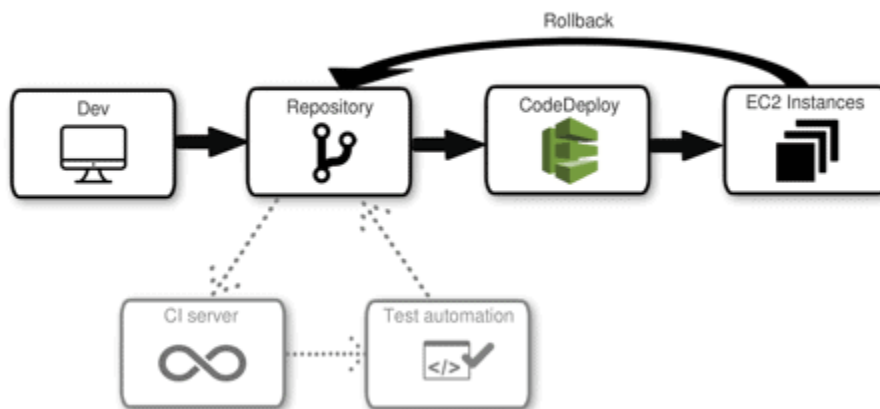 Rollback
Dev
Repository
CodeDeploy
EC2 Instances
CI server
Test automation
</>